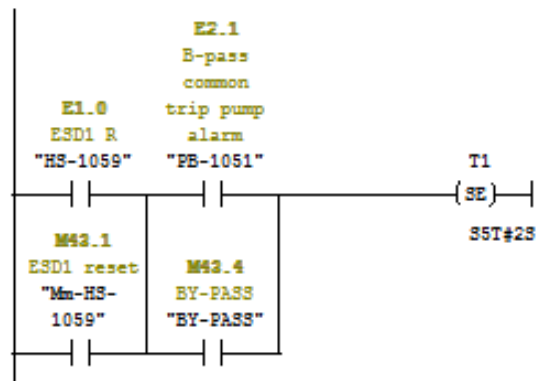 E2.1
B-pass
common
trip pump
alarm
"PB-1051"
E1.0
ESD1 R
"HS-1059"
T1
SE
S5T#2S
M43.1
ESD1 reset
"Mm-HS-
1059"
M43.4
BY-PASS
"BY-PASS"